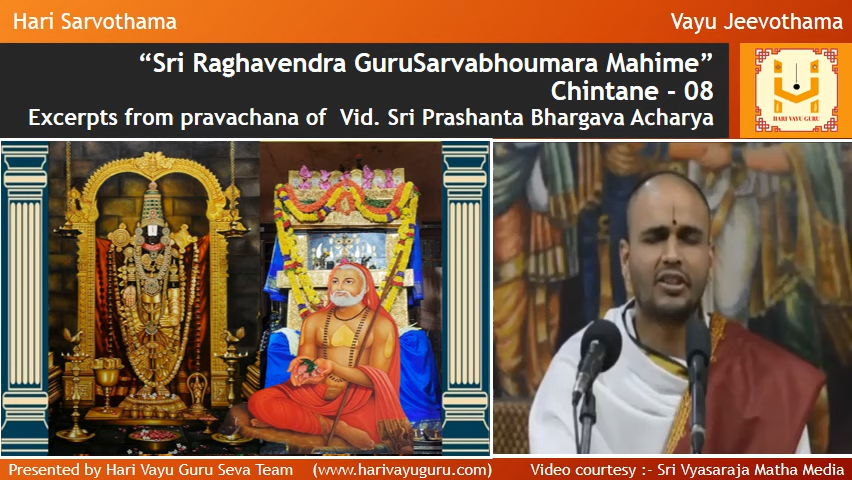 Hari Sarvothama
Vayu Jeevothama
“Sri Raghavendra GuruSarvabhoumara Mahime”
Chintane - 08
Excerpts from pravachana of Vid. Sri Prashanta Bhargava Acharya
HARI VAYU GURU
Presented by Hari Vayu Guru Seva Team (www.harivayuguru.com)
Video courtesy :- Sri Vyasaraja Matha Media